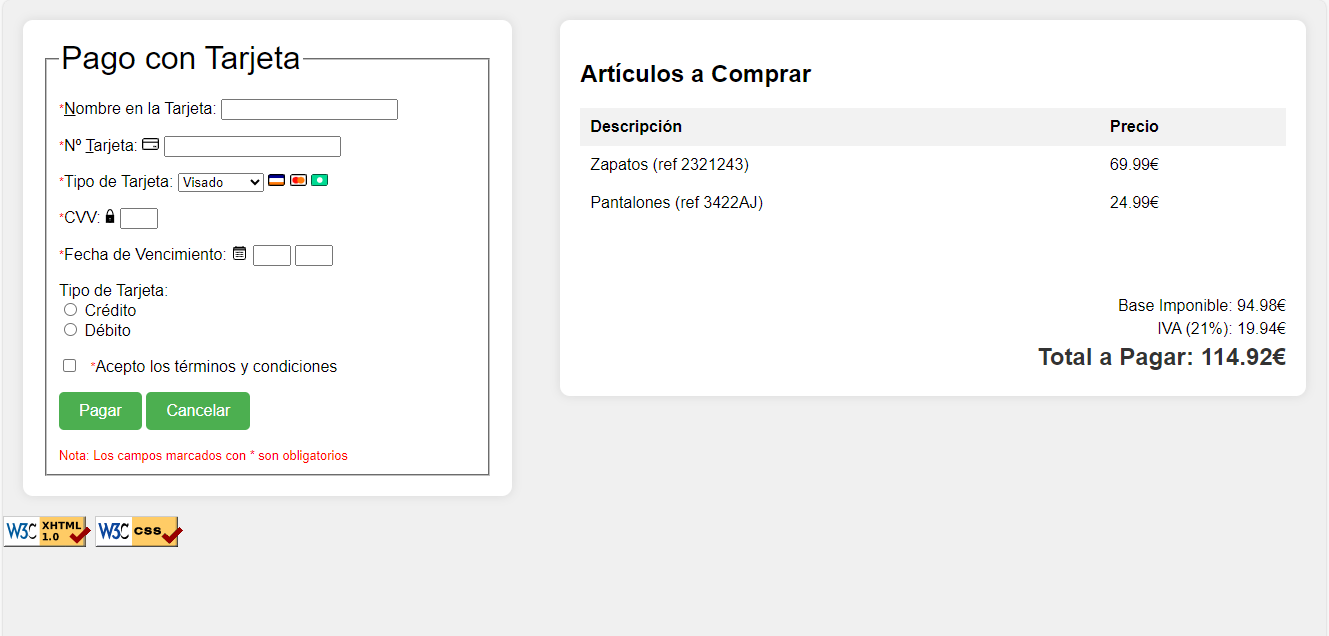 Pago con Tarjeta
*Nombre en la Tarjeta:
*Nº Tarjeta:
*Tipo de Tarjeta: Visado
*CVV:
*Fecha de Vencimiento:
Tipo de Tarjeta:
Crédito
Débito
*Acepto los términos y condiciones
Pagar Cancelar
Nota: Los campos marcados con * son obligatorios
Artículos a Comprar
Descripción Precio
Zapatos (ref 2321243) 69.99€
Pantalones (ref 3422AJ) 24.99€
Base Imponible: 94.98€
IVA (21%): 19.94€
Total a Pagar: 114.92€
W3C XHTML 1.0
W3C CSS